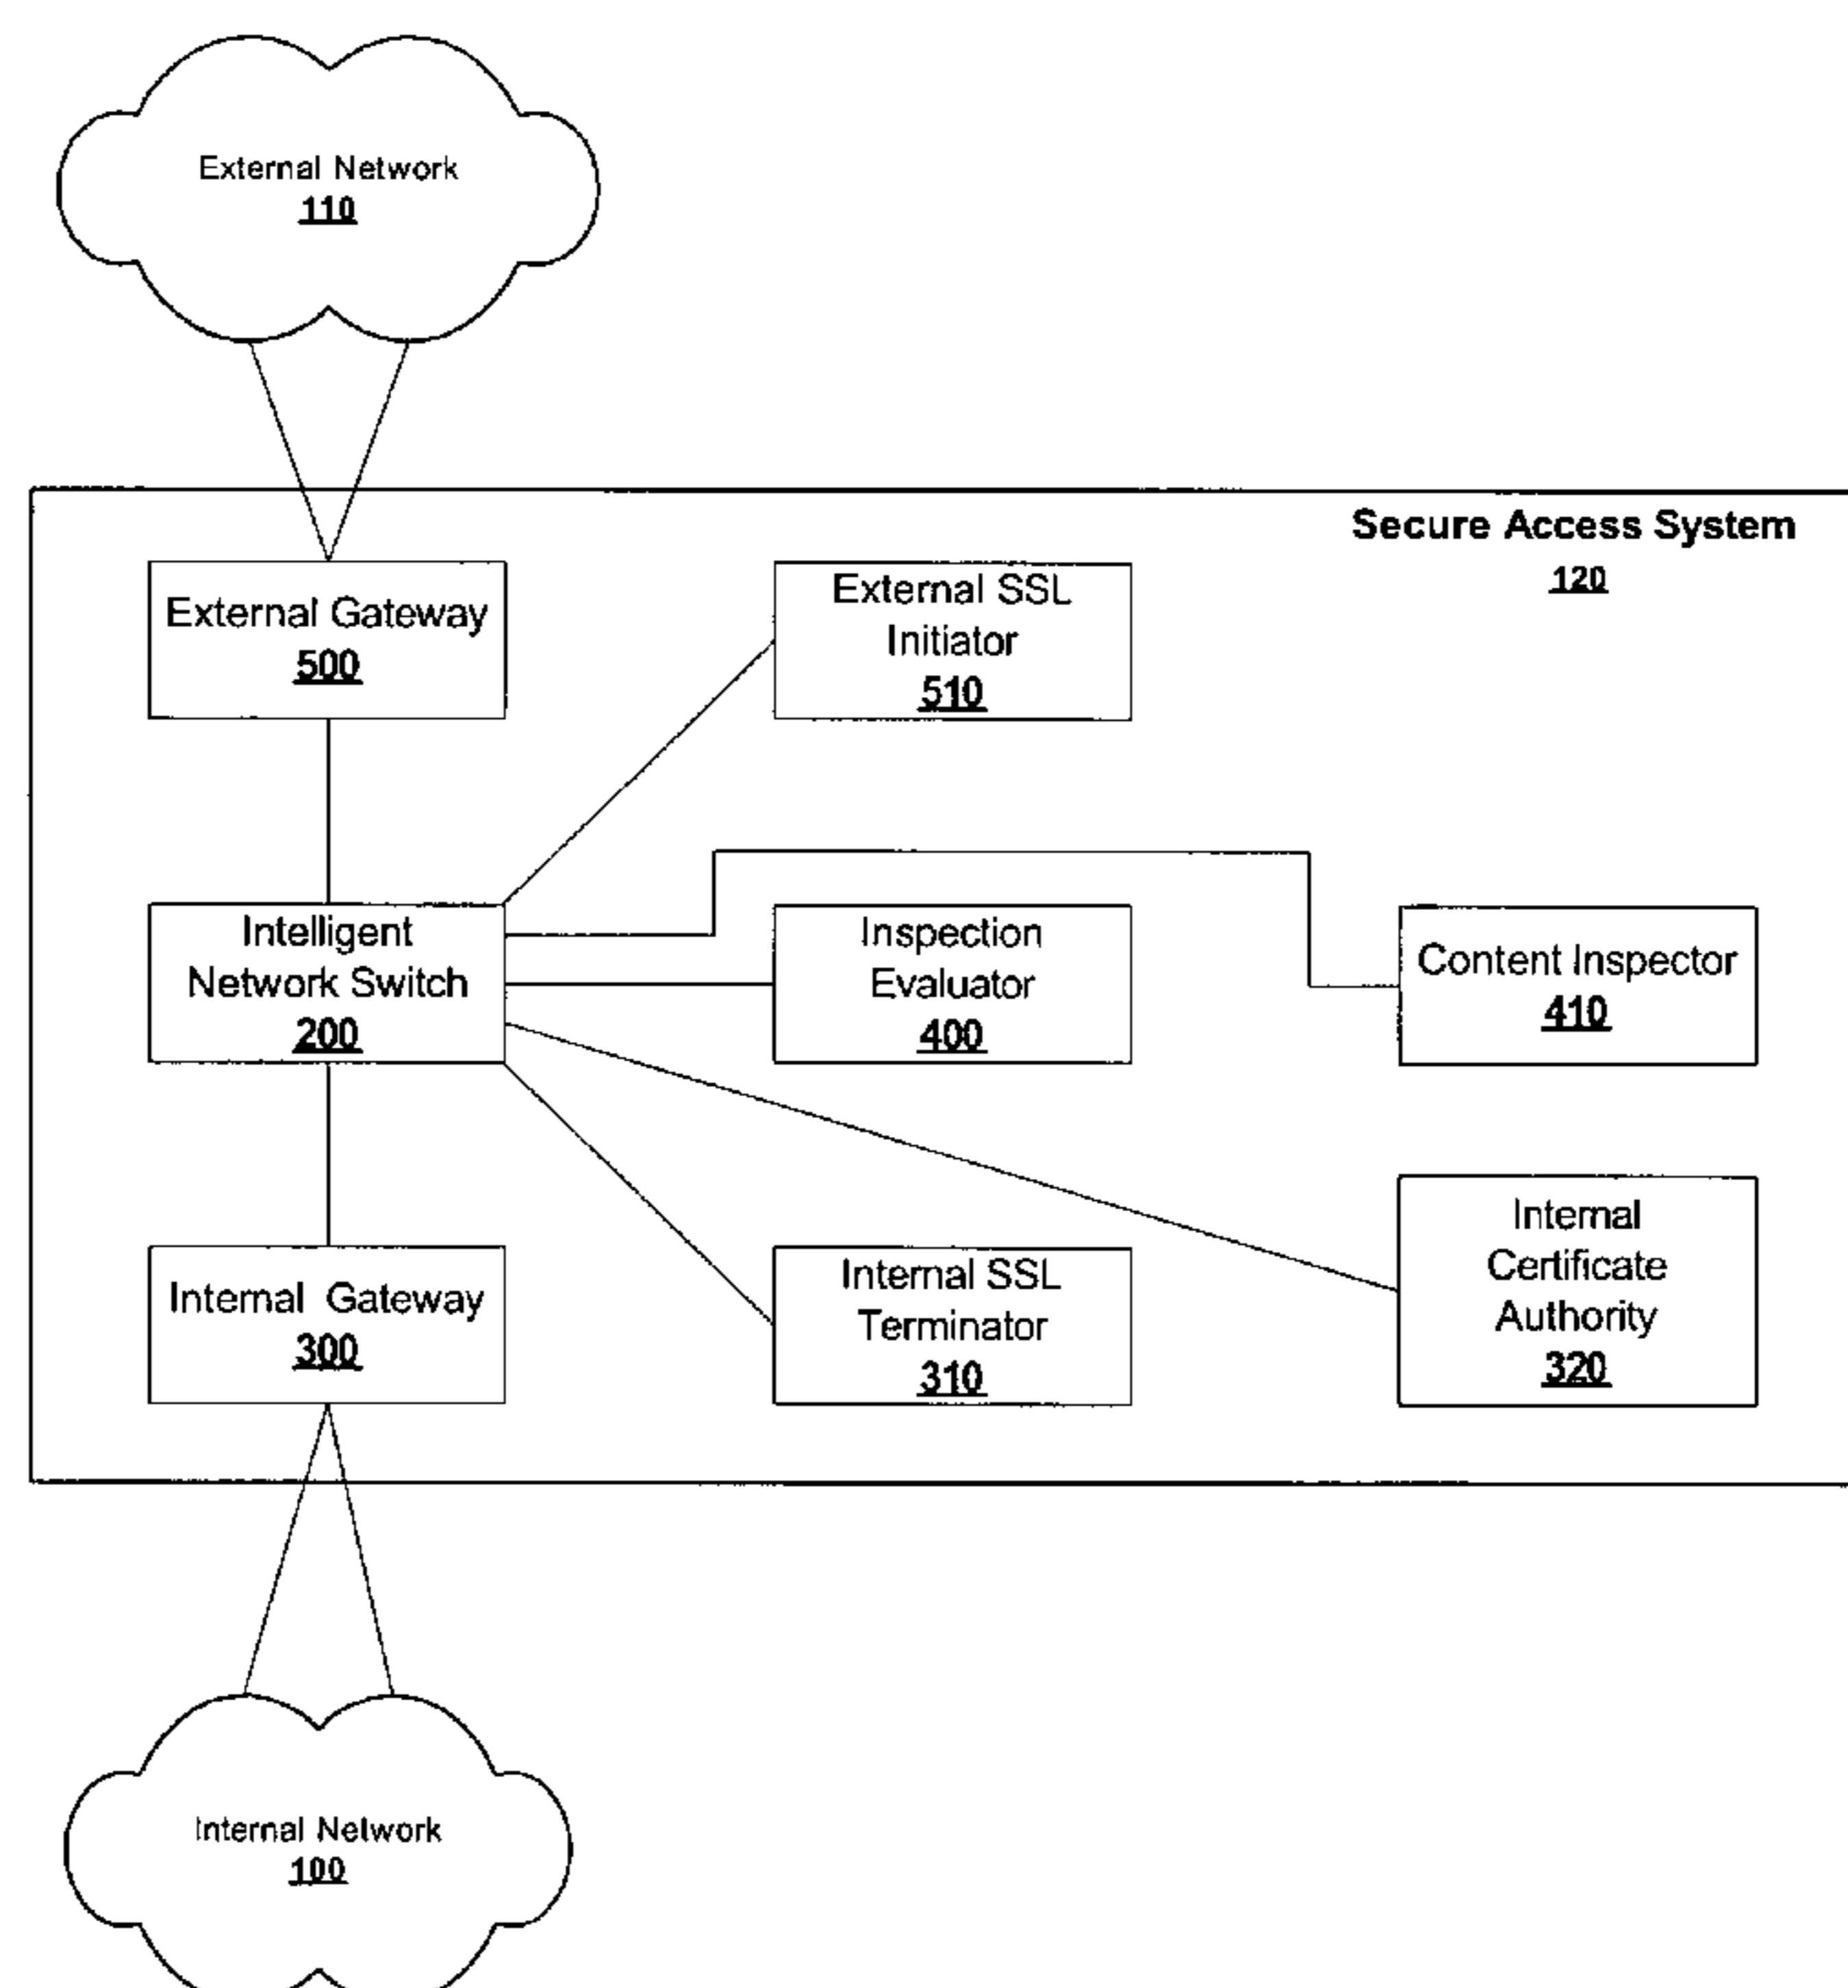 External Network
110
Secure Access System
120
External Gateway
500
External SSL
Initiator
510
Intelligent
Network Switch
200
Inspection
Evaluator
400
Content Inspector
410
Internal Gateway
300
Internal SSL
Terminator
310
Internal
Certificate
Authority
320
Internal Network
100